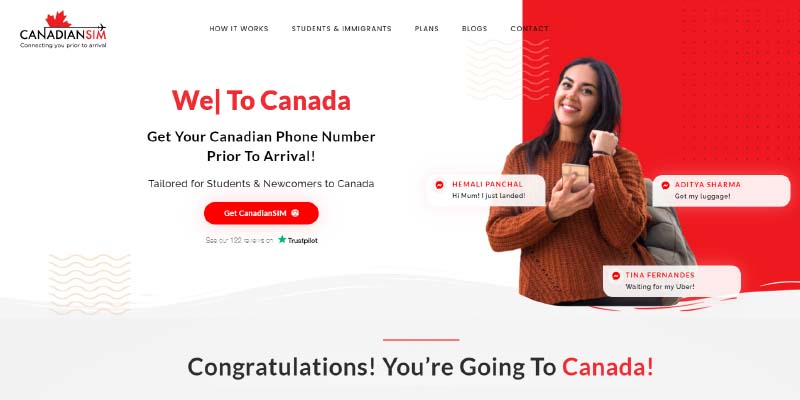 CANADIANSIM
Connecting you prior to arrival
HOW IT WORKS STUDENTS & IMMIGRANTS PLANS BLOGS CONTACT
We| To Canada
Get Your Canadian Phone Number
Prior To Arrival!
Tailored for Students & Newcomers to Canada
Get CanadianSIM
See our 122 reviews on Trustpilot
HEMALI PANCHAL
Hi Mum! I just landed!
ADITYA SHARMA
Got my luggage!
TINA FERNANDES
Waiting for my Uber!
Congratulations! You’re Going To Canada!